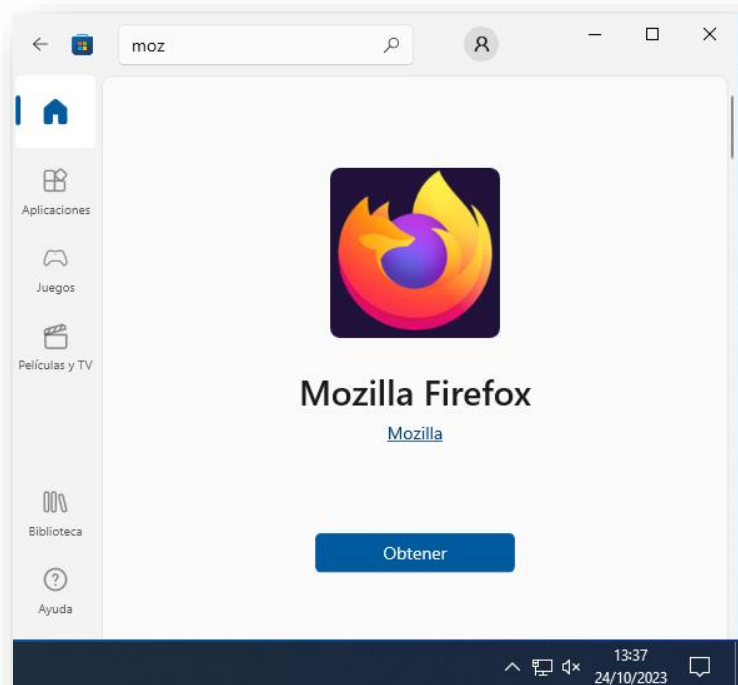 moz
Aplicaciones
Juegos
Películas y TV
Mozilla Firefox
Mozilla
Obtener
Biblioteca
Ayuda
13:37
24/10/2023